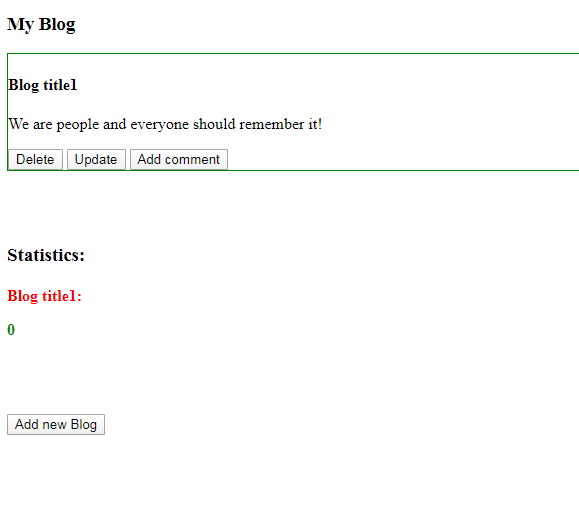 My Blog
Blog title1
We are people and everyone should remember it!
Delete Update Add comment
Statistics:
Blog title1:
0
Add new Blog